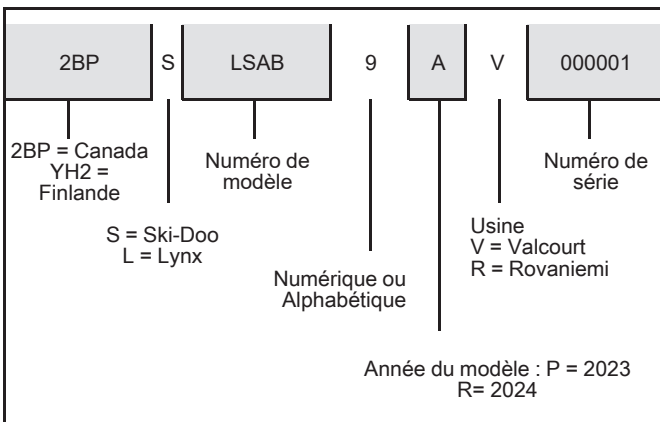 2BP S LSAB 9 A V 000001
2BP = Canada
YH2 =
Finlande
Numéro de
modèle
Numéro de
série
S = Ski-Doo
L = Lynx
Usine
V = Valcourt
R = Rovaniemi
Numérique ou
Alphabétique
Année du modèle : P = 2023
R= 2024